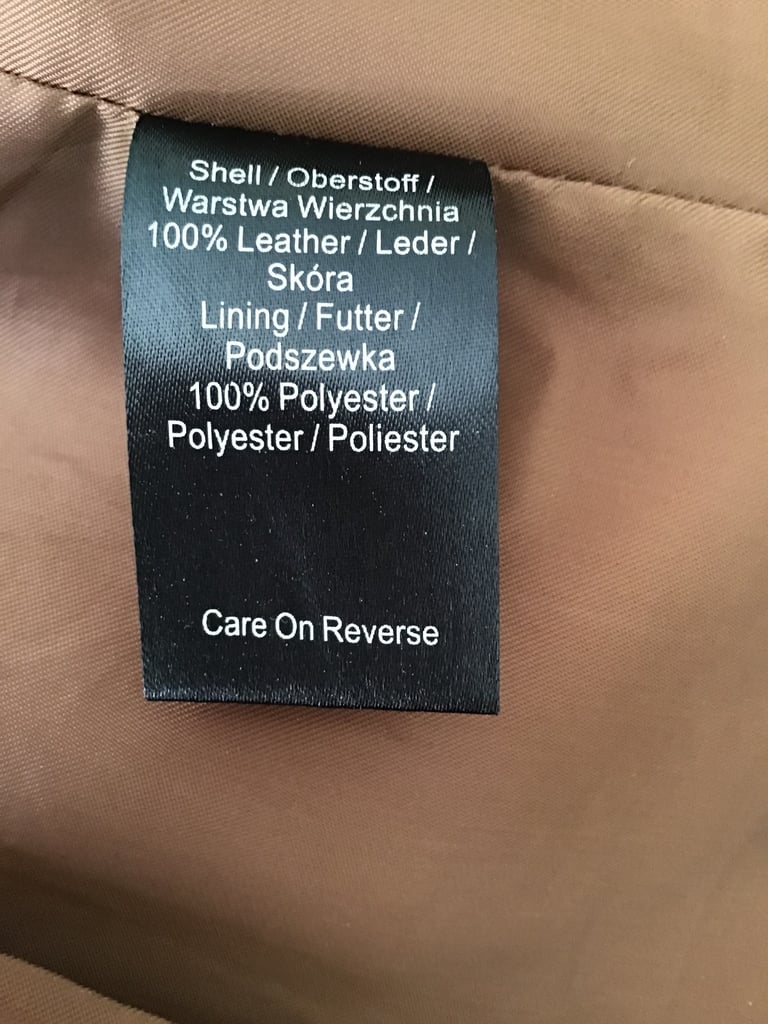 Shell / Oberstoff /
Warstwa Wierzchnia
100% Leather / Leder /
Skóra
Lining / Futter /
Podszewka
100% Polyester /
Polyester / Poliester
Care On Reverse